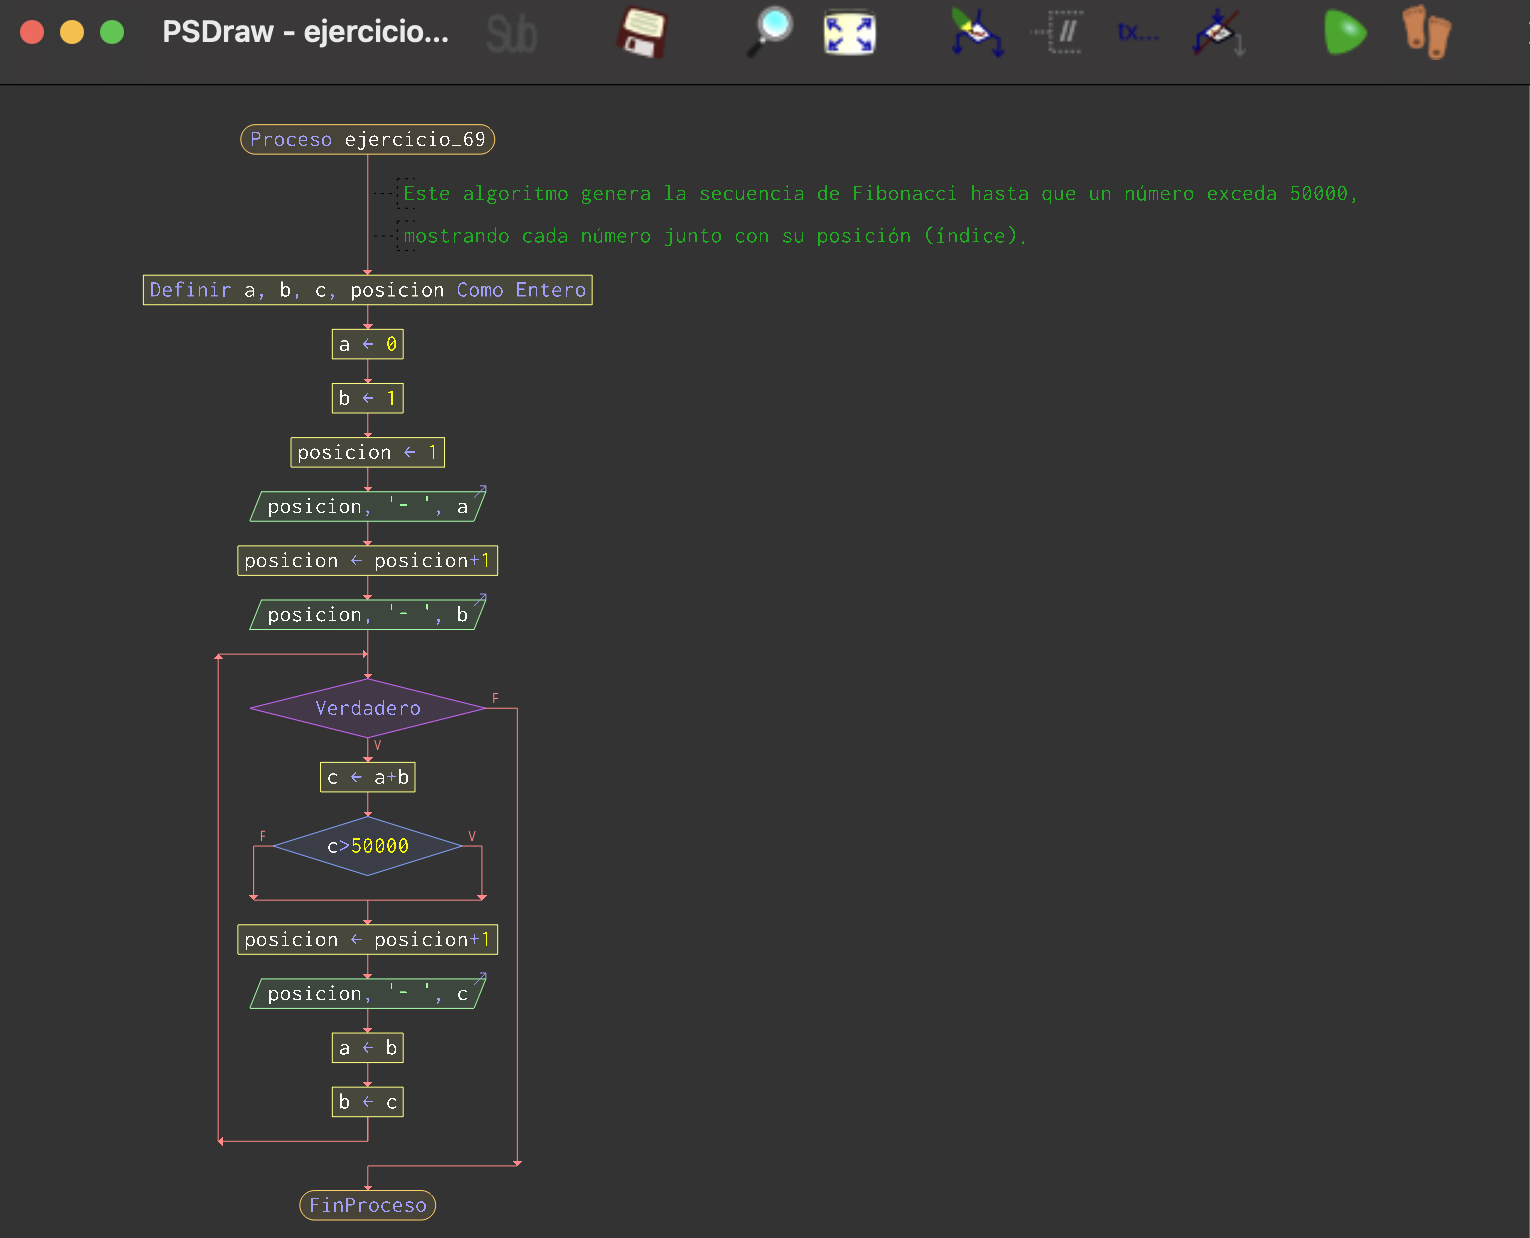 PSDraw - ejercicio...
Sub
//
tx...
Proceso ejercicio_69
Este algoritmo genera la secuencia de Fibonacci hasta que un número exceda 50000,
mostrando cada número junto con su posición (índice).
Definir a, b, c, posicion Como Entero
a ← 0
b ← 1
posicion ← 1
posicion, '- ', a
posicion ← posicion+1
posicion, '- ', b
Verdadero
F
V
c ← a+b
F
c>50000
V
posicion ← posicion+1
posicion, '- ', c
a ← b
b ← c
FinProceso